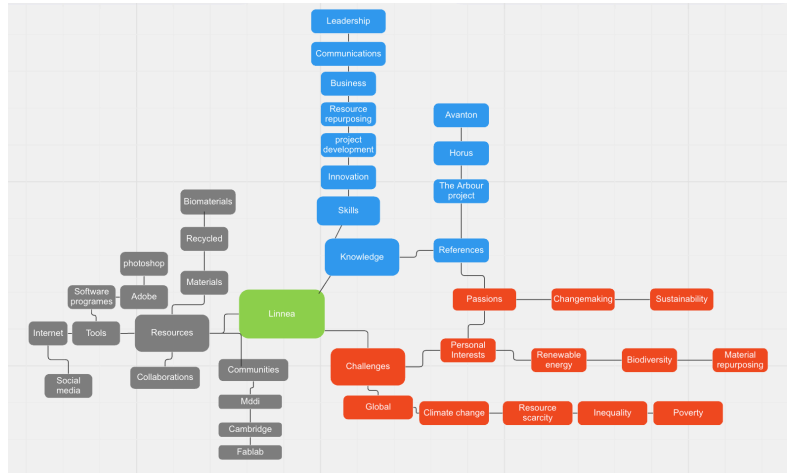 Leadership
Communications
Business
Resource
repurposing
project
development
Innovation
Skills
Knowledge
Avanton
Horus
The Arbour
project
References
Biomaterials
Recycled
Materials
photoshop
Adobe
Software
programes
Internet
Tools
Resources
Social
media
Collaborations
Linnea
Communities
Mddi
Cambridge
Fablab
Passions
Changemaking
Sustainability
Challenges
Personal
Interests
Renewable
energy
Biodiversity
Material
repurposing
Global
Climate change
Resource
scarcity
Inequality
Poverty